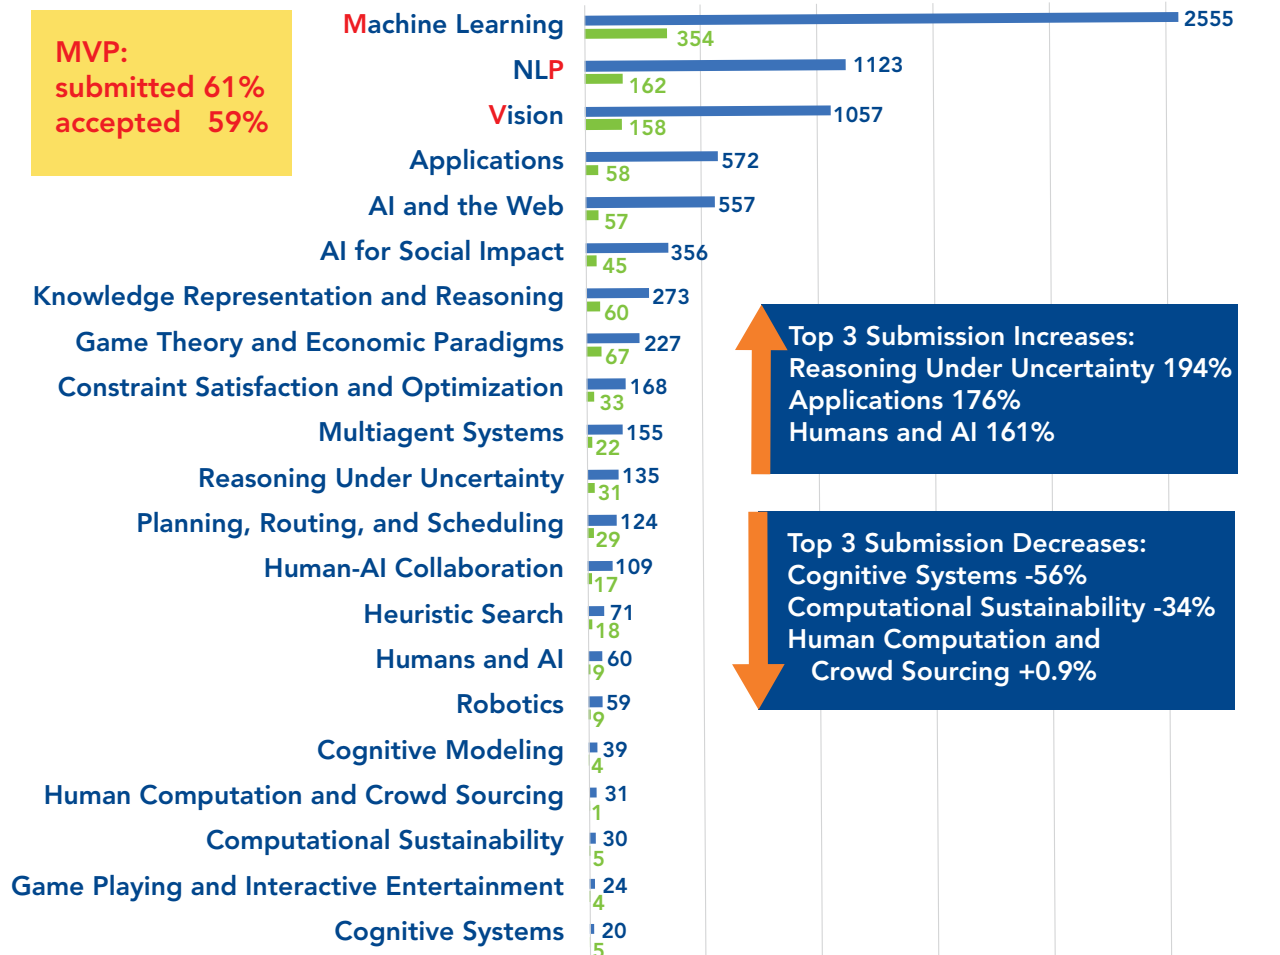 MVP:
submitted 61%
accepted 59%
Machine Learning 2555
354
NLP 1123
162
Vision 1057
158
Applications 572
58
AI and the Web 557
57
AI for Social Impact 356
45
Knowledge Representation and Reasoning 273
60
Game Theory and Economic Paradigms 227
67
Constraint Satisfaction and Optimization 168
33
Multiagent Systems 155
22
Reasoning Under Uncertainty 135
31
Planning, Routing, and Scheduling 124
29
Human-AI Collaboration 109
17
Heuristic Search 71
18
Humans and AI 60
9
Robotics 59
9
Cognitive Modeling 39
4
Human Computation and Crowd Sourcing 31
1
Computational Sustainability 30
5
Game Playing and Interactive Entertainment 24
4
Cognitive Systems 20
5
Top 3 Submission Increases:
Reasoning Under Uncertainty 194%
Applications 176%
Humans and AI 161%
Top 3 Submission Decreases:
Cognitive Systems -56%
Computational Sustainability -34%
Human Computation and
Crowd Sourcing +0.9%